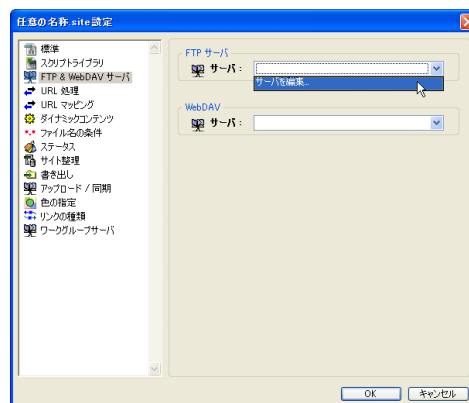 任意の名称.site 設定
標準
スクリプトライブラリ
FTP & WebDAV サーバ
URL 処理
URL マッピング
ダイナミックコンテンツ
ファイル名の条件
ステータス
サイト整理
書き出し
アップロード / 同期
色の指定
リンクの種類
ワークグループサーバ
FTP サーバ
サーバ :
サーバを編集...
WebDAV
サーバ :
OK
キャンセル